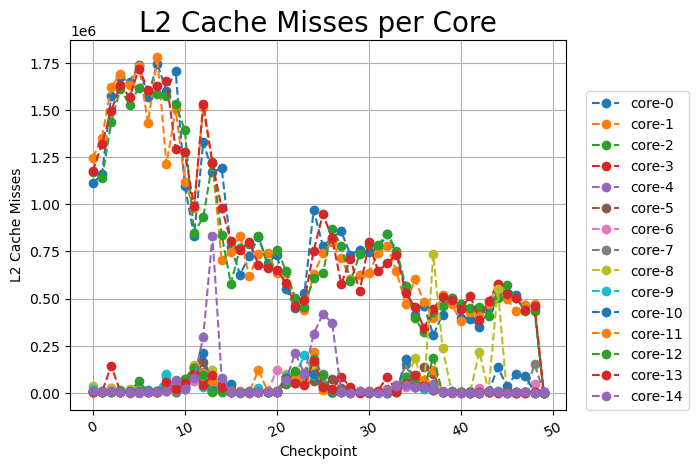 L2 Cache Misses per Core
1e6
L2 Cache Misses
1.75
1.50
1.25
1.00
0.75
0.50
0.25
0.00
0
10
20
30
40
50
Checkpoint
core-0
core-1
core-2
core-3
core-4
core-5
core-6
core-7
core-8
core-9
core-10
core-11
core-12
core-13
core-14